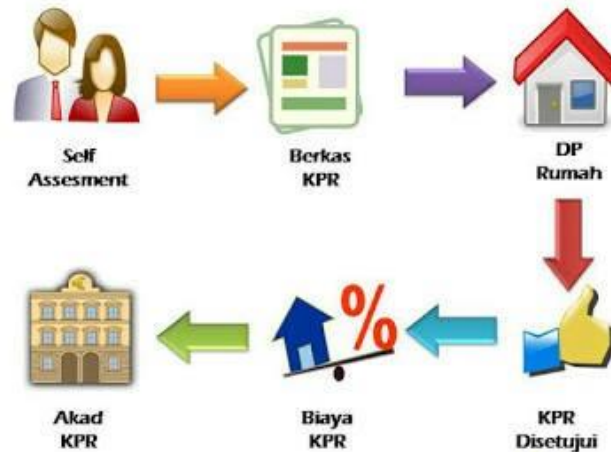 Self
Assesment
Berkas
KPR
DP
Rumah
%
Akad
KPR
Biaya
KPR
KPR
Disetujui